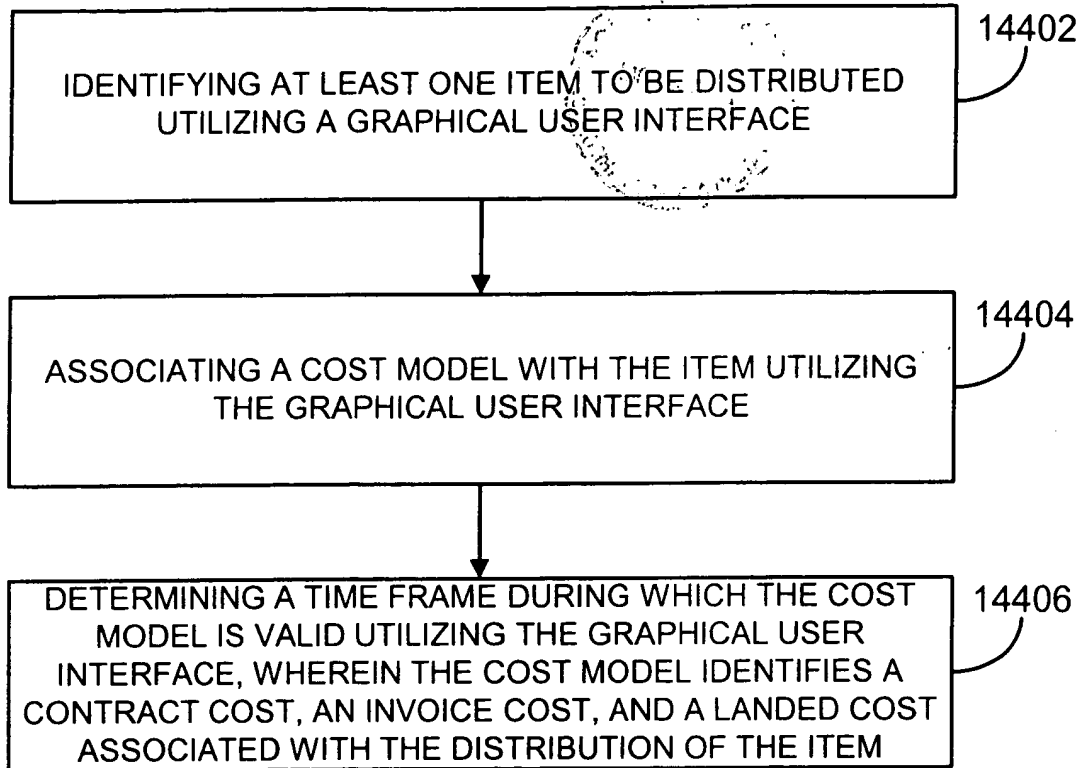 14402
IDENTIFYING AT LEAST ONE ITEM TO BE DISTRIBUTED
UTILIZING A GRAPHICAL USER INTERFACE
14404
ASSOCIATING A COST MODEL WITH THE ITEM UTILIZING
THE GRAPHICAL USER INTERFACE
14406
DETERMINING A TIME FRAME DURING WHICH THE COST
MODEL IS VALID UTILIZING THE GRAPHICAL USER
INTERFACE, WHEREIN THE COST MODEL IDENTIFIES A
CONTRACT COST, AN INVOICE COST, AND A LANDED COST
ASSOCIATED WITH THE DISTRIBUTION OF THE ITEM